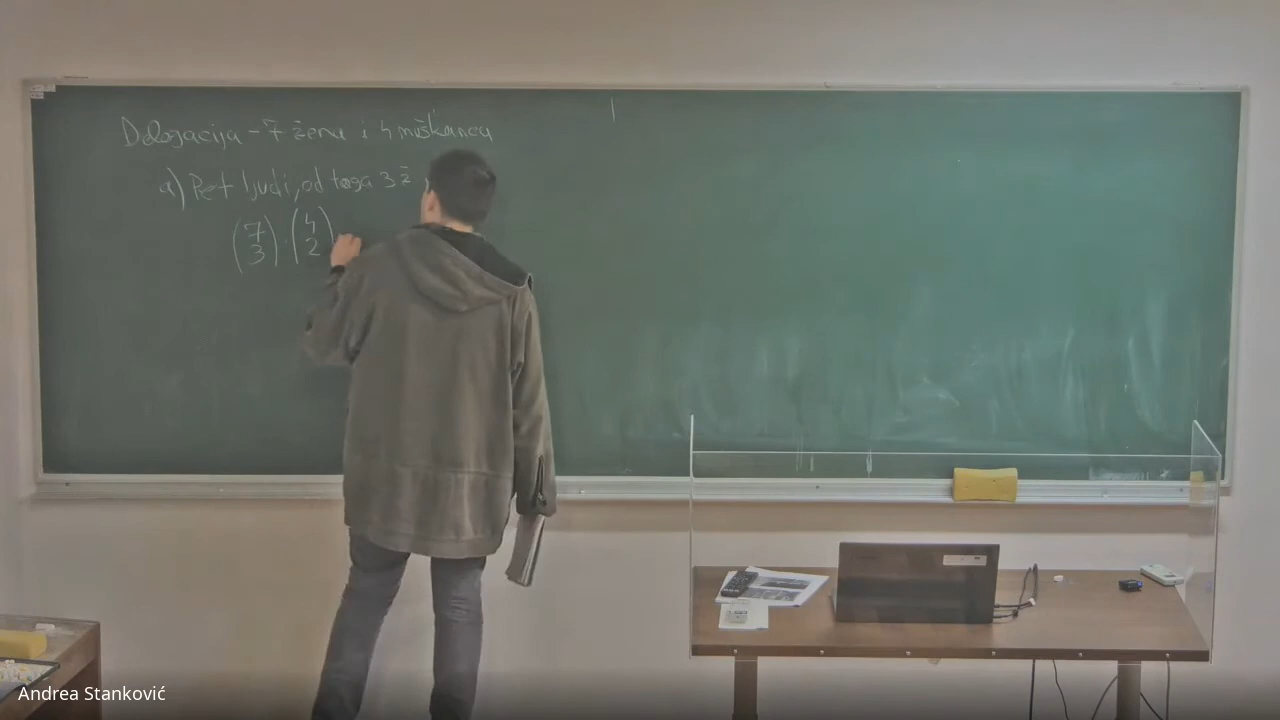 Delegacija - 7 žena i 4 muškarca
a) Pet ljudi, od toga 3 ž
(7 3) · (4 2)
Andrea Stanković